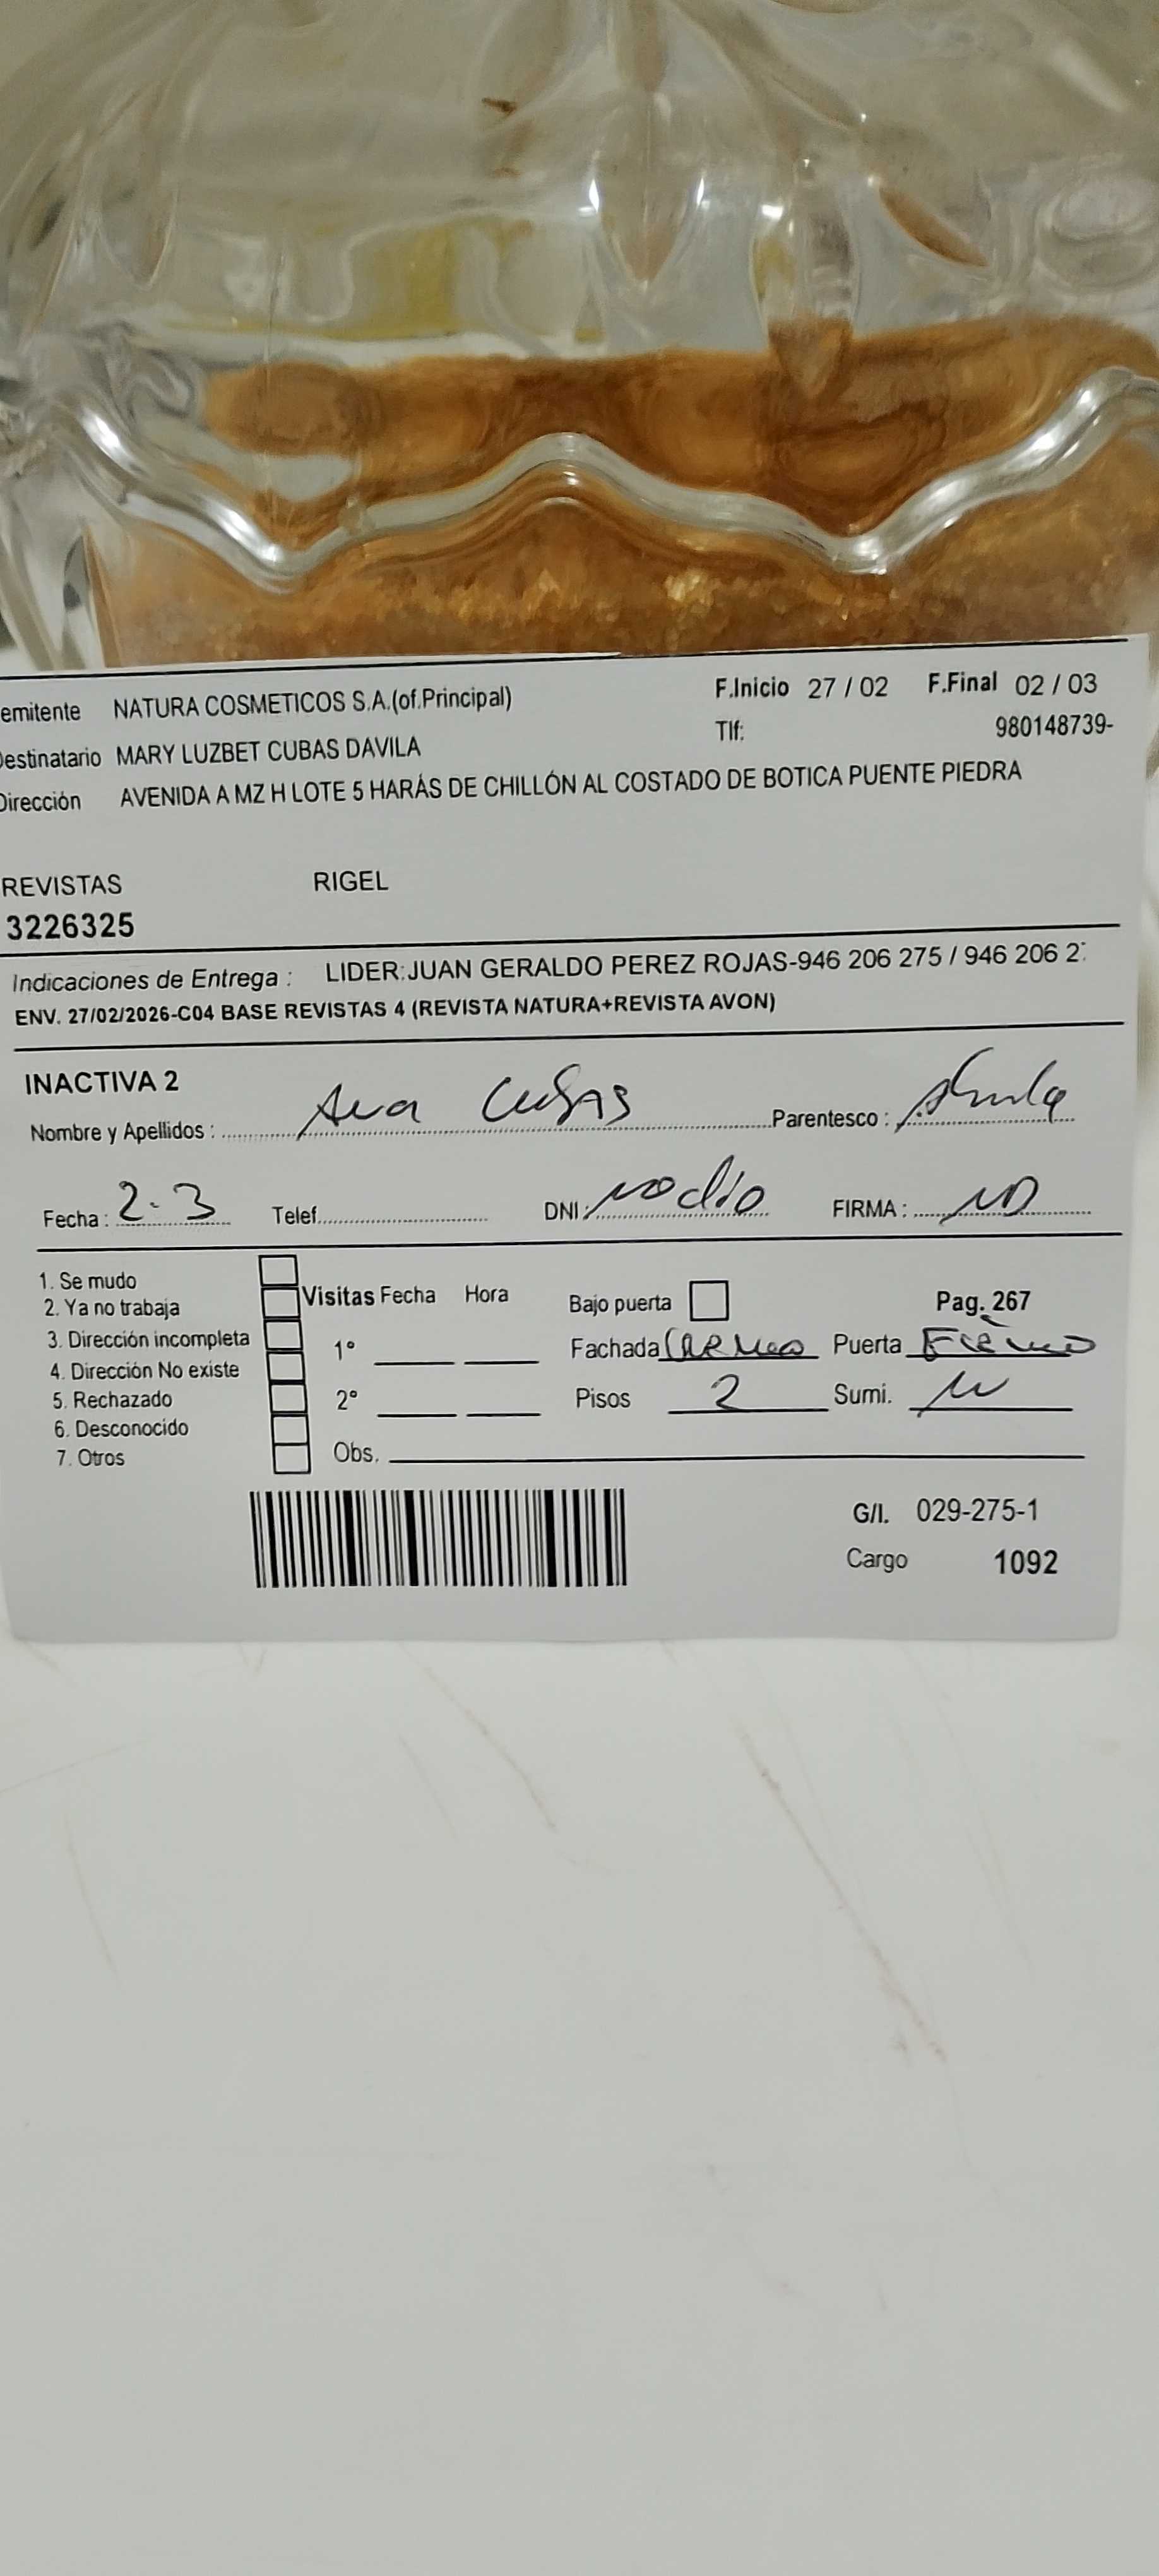 emitente NATURA COSMETICOS S.A.(of.Principal) F.Inicio 27 / 02 F.Final 02 / 03
Destinatario MARY LUZBET CUBAS DAVILA Tlf: 980148739-
Dirección AVENIDA A MZ H LOTE 5 HARÁS DE CHILLÓN AL COSTADO DE BOTICA PUENTE PIEDRA
REVISTAS RIGEL
3226325
Indicaciones de Entrega : LIDER:JUAN GERALDO PEREZ ROJAS-946 206 275 / 946 206 2
ENV. 27/02/2026-C04 BASE REVISTAS 4 (REVISTA NATURA+REVISTA AVON)
INACTIVA 2
Nombre y Apellidos : Ana Cubas Parentesco :
Fecha : 2-3 Telef. DNI : no dio FIRMA : ND
1. Se mudo
2. Ya no trabaja
3. Dirección incompleta
4. Dirección No existe
5. Rechazado
6. Desconocido
7. Otros
Visitas Fecha Hora
1°
2°
Obs.
Bajo puerta Pag. 267
Fachada Puerta
Pisos 2 Sumi.
G/I. 029-275-1
Cargo 1092